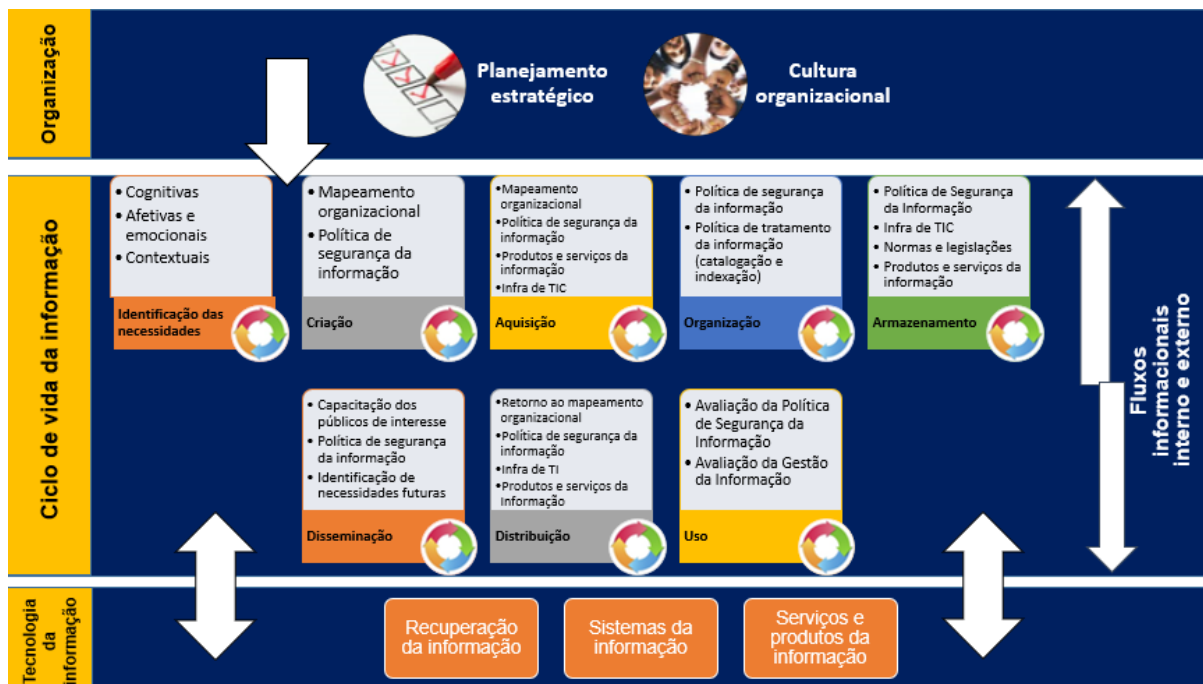 Organização
Planejamento
estratégico
Cultura
organizacional
Ciclo de vida da informação
• Cognitivas
• Afetivas e
emocionais
• Contextuais
Identificação das
necessidades
• Mapeamento
organizacional
• Política de
segurança da
informação
Criação
• Mapeamento
organizacional
• Política de segurança da
informação
• Produtos e serviços da
informação
• Infra de TIC
Aquisição
• Política de segurança
da informação
• Política de tratamento
da informação
(catalogação e
indexação)
Organização
• Política de Segurança
da Informação
• Infra de TIC
• Normas e legislações
• Produtos e serviços da
informação
Armazenamento
• Capacitação dos
públicos de interesse
• Política de segurança
da informação
• Identificação de
necessidades futuras
Disseminação
• Retorno ao mapeamento
organizacional
• Política de segurança da
informação
• Infra de TI
• Produtos e serviços da
Informação
Distribuição
• Avaliação da Política
de Segurança da
Informação
• Avaliação da Gestão
da Informação
Uso
Fluxos
informacionais
interno e externo
Tecnologia
da
informação
Recuperação
da informação
Sistemas da
informação
Serviços e
produtos da
informação